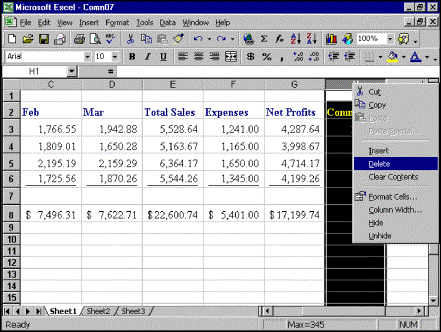 Microsoft Excel - Comn07
File Edit View Insert Format Tools Data Window Help
100%
Arial 10 B I U $
H1 =
C D E F G
1
2 Feb Mar Total Sales Expenses Net Profits Com
3 1,766.55 1,942.88 5,528.64 1,241.00 4,287.64
4 1,809.01 1,650.28 5,163.67 1,165.00 3,998.67
5 2,195.19 2,159.29 6,364.17 1,650.00 4,714.17
6 1,725.56 1,870.26 5,544.26 1,345.00 4,199.26
7
8 $ 7,496.31 $ 7,622.71 $22,600.74 $ 5,401.00 $17,199.74
9
10
11
12
13
14
15
Cut
Copy
Paste
Paste Special...
Insert
Delete
Clear Contents
Format Cells...
Column Width...
Hide
Unhide
Sheet1 Sheet2 Sheet3
Ready Max=345 NUM